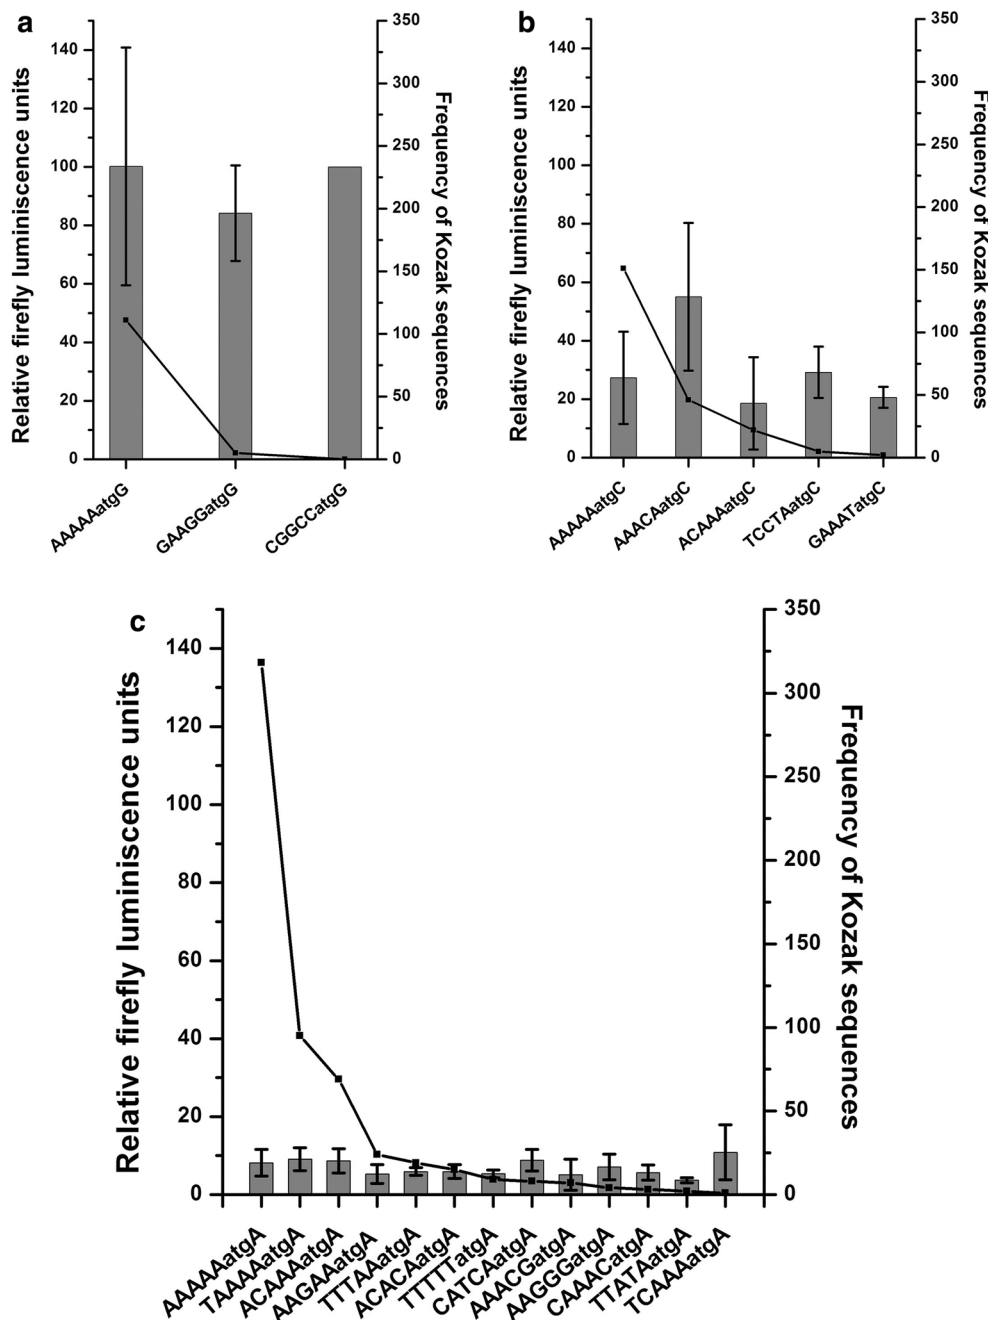 a
Relative firefly luminiscence units
140
120
100
80
60
40
20
0
350
300
250
200
150
100
50
0
Frequency of Kozak sequences
AAAAAatgG
GAAGGatgG
CGGCCatgG
b
Relative firefly luminiscence units
140
120
100
80
60
40
20
0
350
300
250
200
150
100
50
0
Frequency of Kozak sequences
AAAAAatgC
AAACAatgC
ACAAAatgC
TCCTAatgC
GAAATatgC
c
Relative firefly luminiscence units
140
120
100
80
60
40
20
0
350
300
250
200
150
100
50
0
Frequency of Kozak sequences
AAAAAatgA
TAAAAatgA
ACAAAatgA
AAGAAatgA
TTTAAatgA
ACACAatgA
TTTTTatgA
CATCAatgA
AAACGatgA
AAGGGatgA
CAAACatgA
TTATAatgA
TCAAAatgA